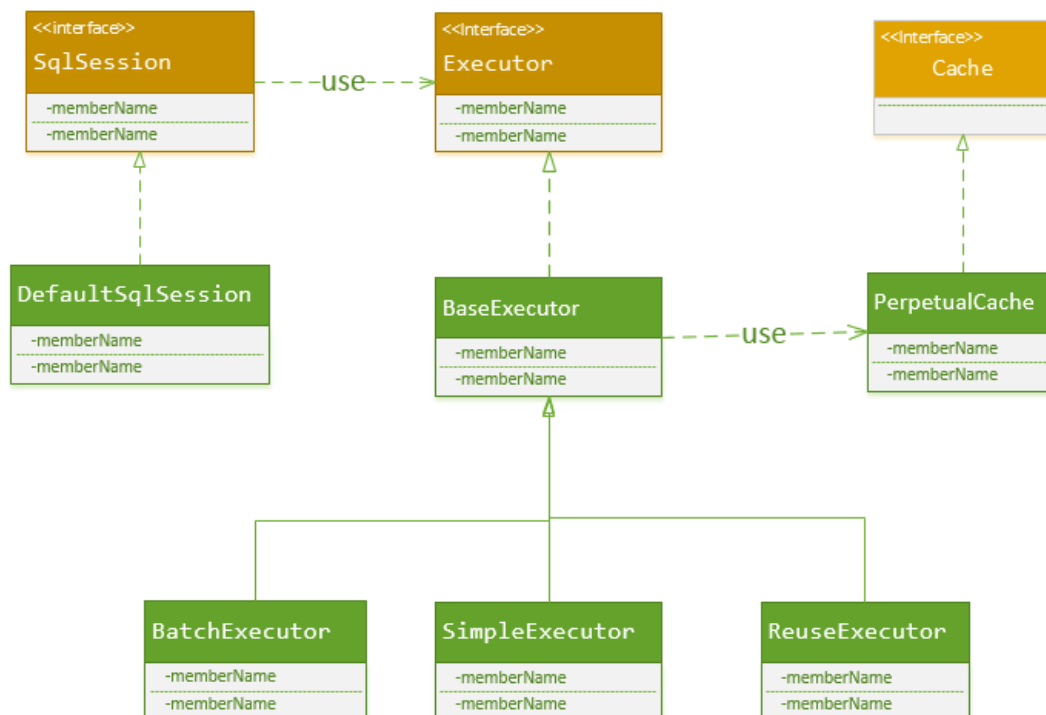 <<interface>>
SqlSession
-memberName
-memberName
use
<<Interface>>
Executor
-memberName
-memberName
<<Interface>>
Cache
DefaultSqlSession
-memberName
-memberName
BaseExecutor
-memberName
-memberName
use
PerpetualCache
-memberName
-memberName
BatchExecutor
-memberName
-memberName
SimpleExecutor
-memberName
-memberName
ReuseExecutor
-memberName
-memberName